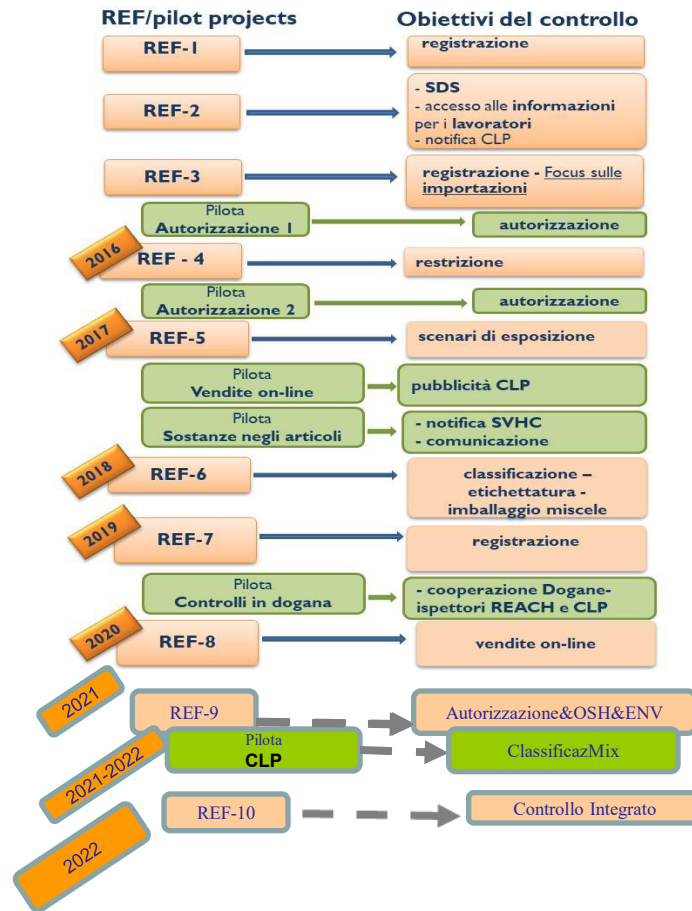 REF/pilot projects
Obiettivi del controllo
REF-1
registrazione
REF-2
- SDS
- accesso alle informazioni
per i lavoratori
- notifica CLP
REF-3
registrazione - Focus sulle
importazioni
Pilota
Autorizzazione 1
autorizzazione
2016
REF - 4
restrizione
Pilota
Autorizzazione 2
autorizzazione
2017
REF-5
scenari di esposizione
Pilota
Vendite on-line
pubblicità CLP
Pilota
Sostanze negli articoli
- notifica SVHC
- comunicazione
2018
REF-6
classificazione –
etichettatura -
imballaggio miscele
2019
REF-7
registrazione
Pilota
Controlli in dogana
- cooperazione Dogane-
ispettori REACH e CLP
2020
REF-8
vendite on-line
2021
REF-9
Autorizzazione&OSH&ENV
2021-2022
Pilota
CLP
ClassificazMix
2022
REF-10
Controllo Integrato